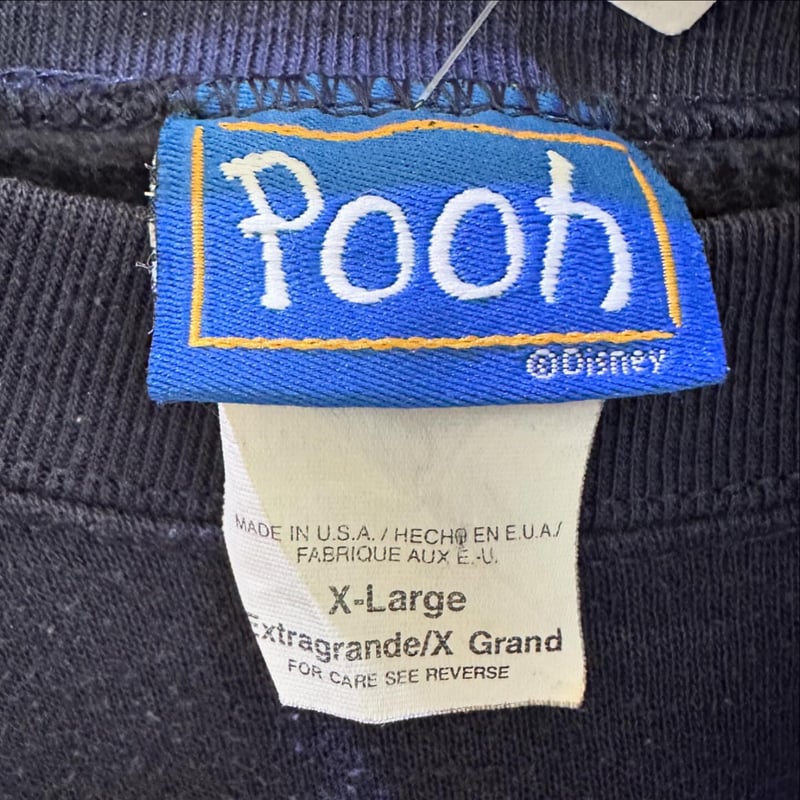 Pooh
©Disney
MADE IN U.S.A. / HECHO EN E.U.A./
FABRIQUE AUX E.-U.
X-Large
Extragrande/X Grand
FOR CARE SEE REVERSE